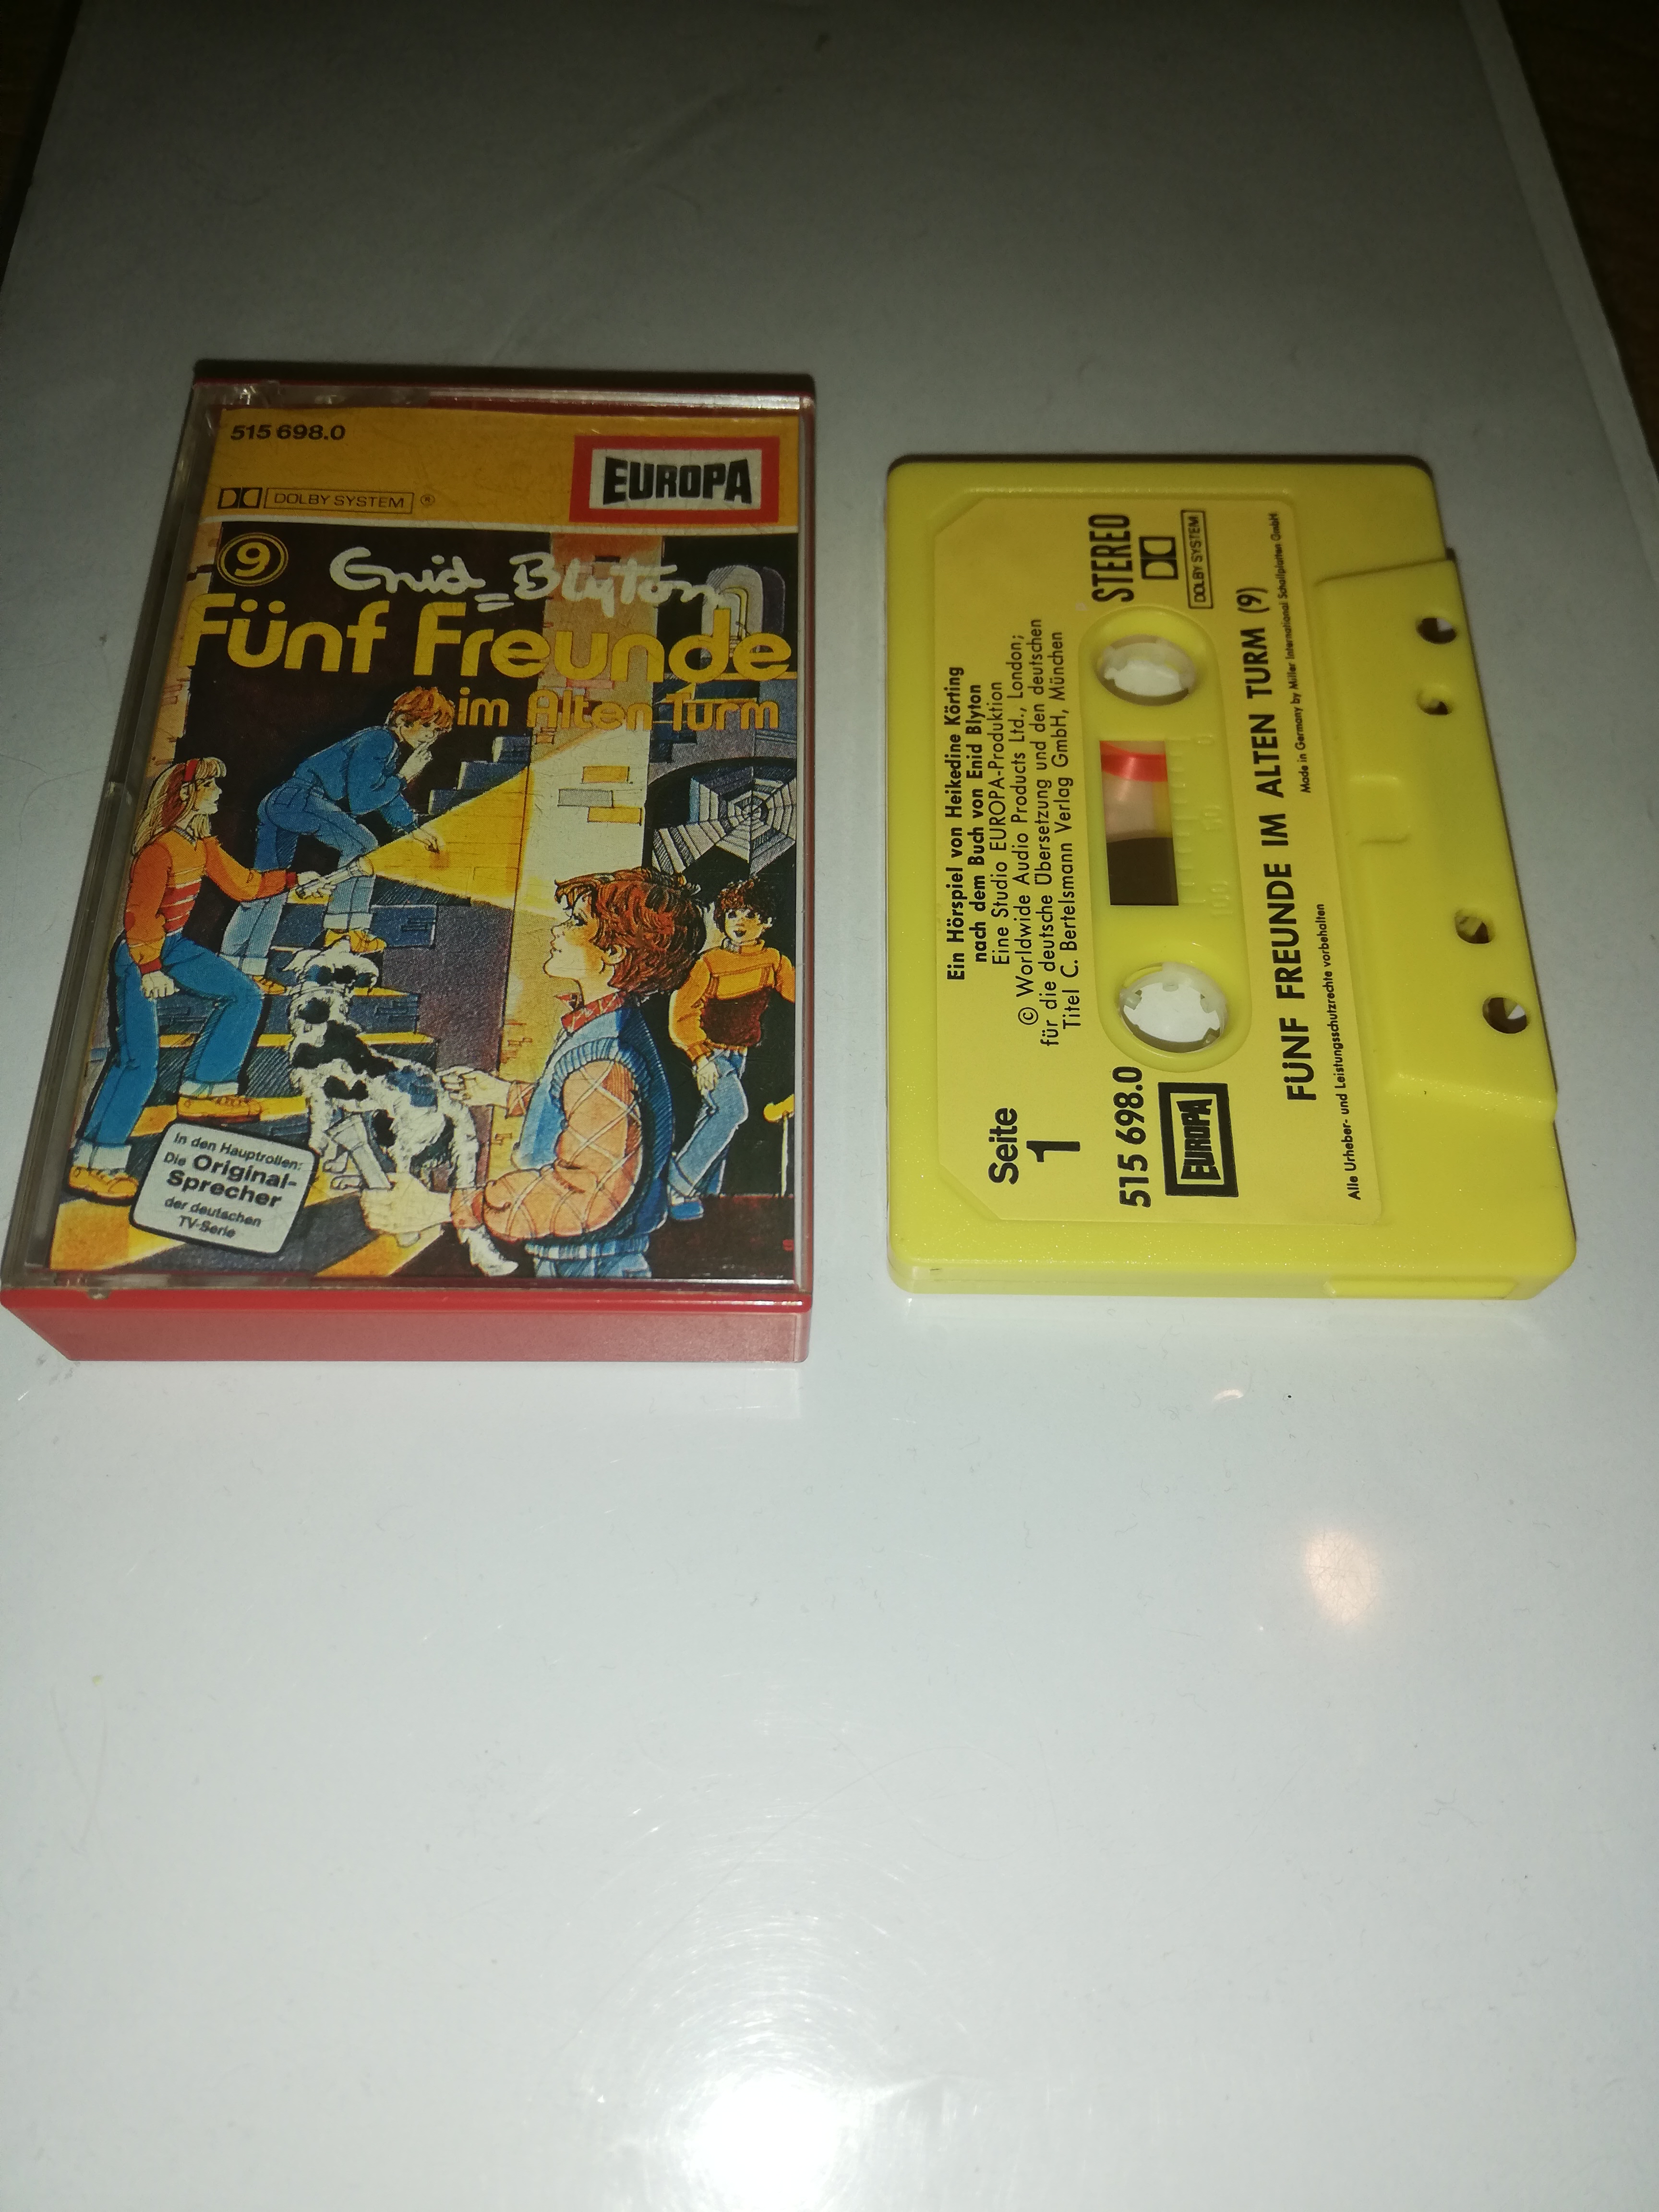 515 698.0
DOLBY SYSTEM ®
EUROPA
9
Enid Blyton
Fünf Freunde
im Alten Turm
In den Hauptrollen:
Die Original-
Sprecher
der deutschen
TV-Serie
Ein Hörspiel von Heikedine Körting
nach dem Buch von Enid Blyton
Eine Studio EUROPA-Produktion
© Worldwide Audio Products Ltd., London;
für die deutsche Übersetzung und den deutschen
Titel C. Bertelsmann Verlag GmbH, München
Seite
1
STEREO
DOLBY SYSTEM
515 698.0
EUROPA
0
50
100
FÜNF FREUNDE IM ALTEN TURM (9)
Made in Germany by Miller International Schallplatten GmbH
Alle Urheber- und Leistungsschutzrechte vorbehalten